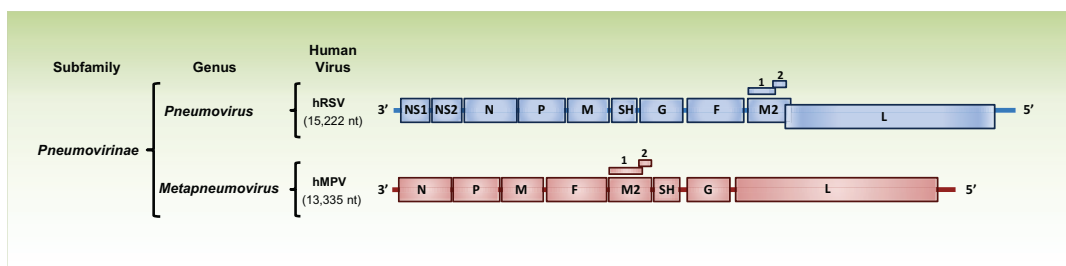 Subfamily Genus Human
Virus
Pneumovirinae
Pneumovirus
hRSV
(15,222 nt)
1 2
3’ NS1 NS2 N P M SH G F M2 L 5’
Metapneumovirus
hMPV
(13,335 nt)
1 2
3’ N P M F M2 SH G L 5’